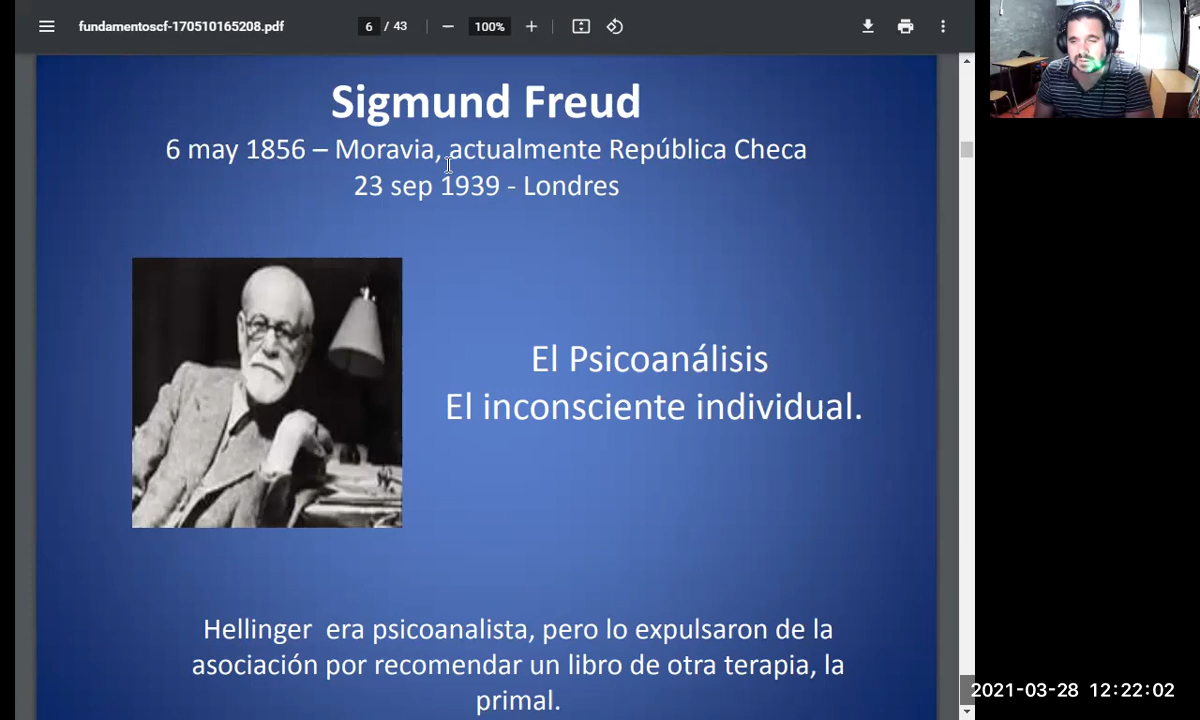 fundamentoscf-170510165208.pdf
6 / 43
100%
Sigmund Freud
6 may 1856 – Moravia, actualmente República Checa
23 sep 1939 - Londres
El Psicoanálisis
El inconsciente individual.
Hellinger era psicoanalista, pero lo expulsaron de la
asociación por recomendar un libro de otra terapia, la
primal.
2021-03-28 12:22:02